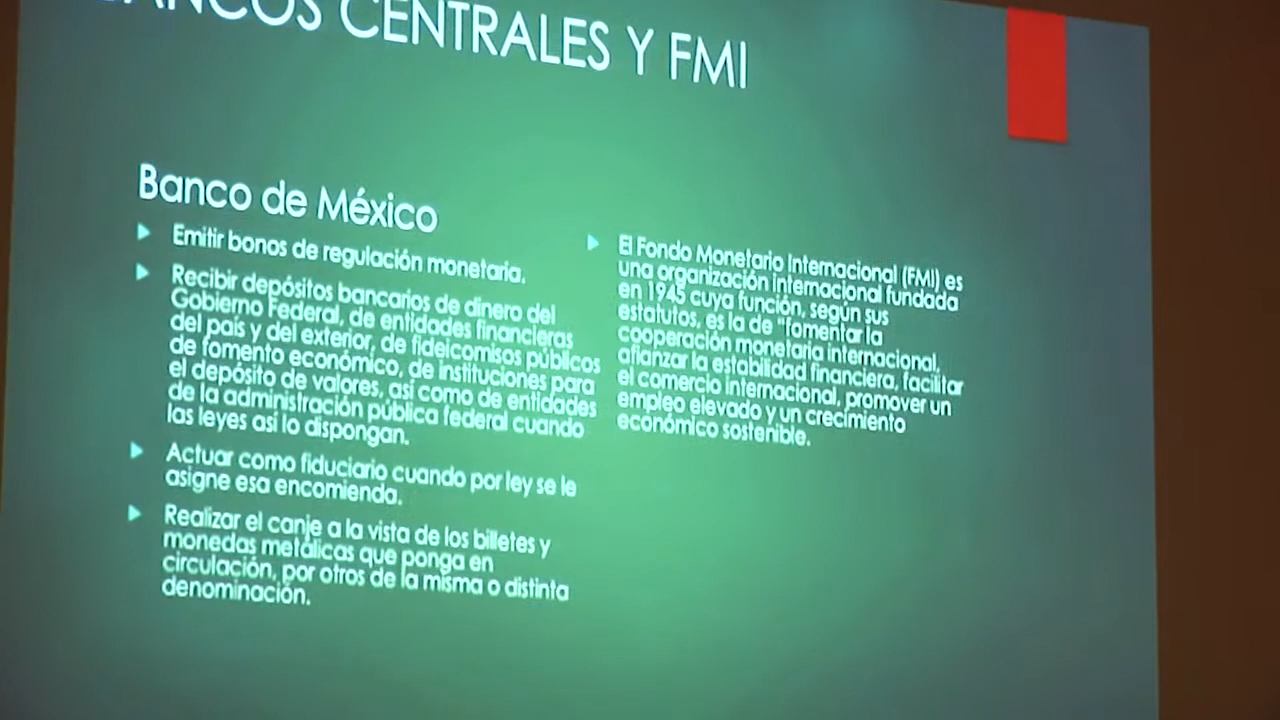 BANCOS CENTRALES Y FMI
Banco de México
Emitir bonos de regulación monetaria.
Recibir depósitos bancarios de dinero del
Gobierno Federal, de entidades financieras
del país y del exterior, de fideicomisos públicos
de fomento económico, de instituciones para
el depósito de valores, así como de entidades
de la administración pública federal cuando
las leyes así lo dispongan.
Actuar como fiduciario cuando por ley se le
asigne esa encomienda.
Realizar el canje a la vista de los billetes y
monedas metálicas que ponga en
circulación, por otros de la misma o distinta
denominación.
El Fondo Monetario Internacional (FMI) es
una organización internacional fundada
en 1945 cuya función, según sus
estatutos, es la de "fomentar la
cooperación monetaria internacional,
afianzar la estabilidad financiera, facilitar
el comercio internacional, promover un
empleo elevado y un crecimiento
económico sostenible.